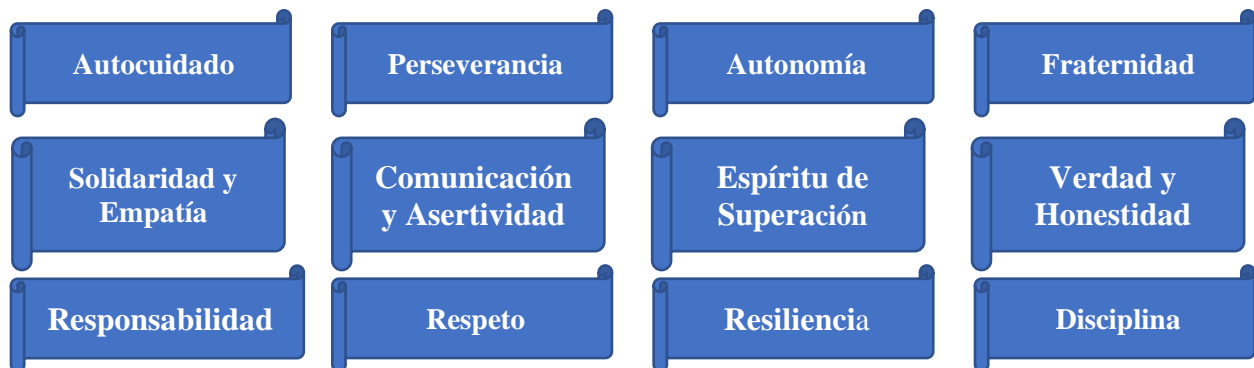 Autocuidado
Perseverancia
Autonomía
Fraternidad
Solidaridad y
Empatía
Comunicación
y Asertividad
Espíritu de
Superación
Verdad y
Honestidad
Responsabilidad
Respeto
Resiliencia
Disciplina